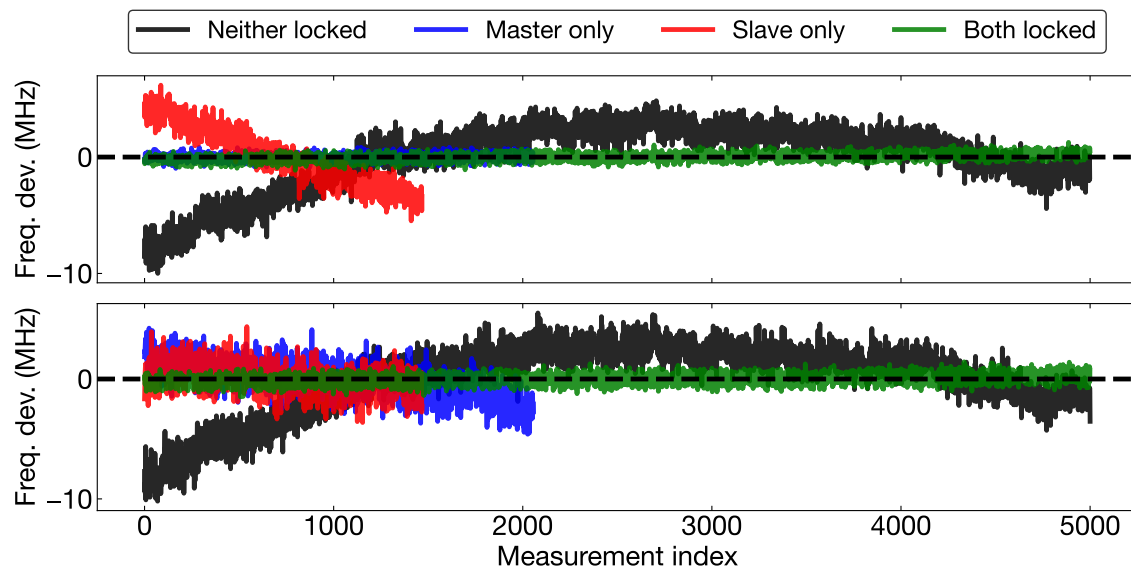 Neither locked Master only Slave only Both locked
Freq. dev. (MHz)
0
−10
Freq. dev. (MHz)
0
−10
0 1000 2000 3000 4000 5000
Measurement index